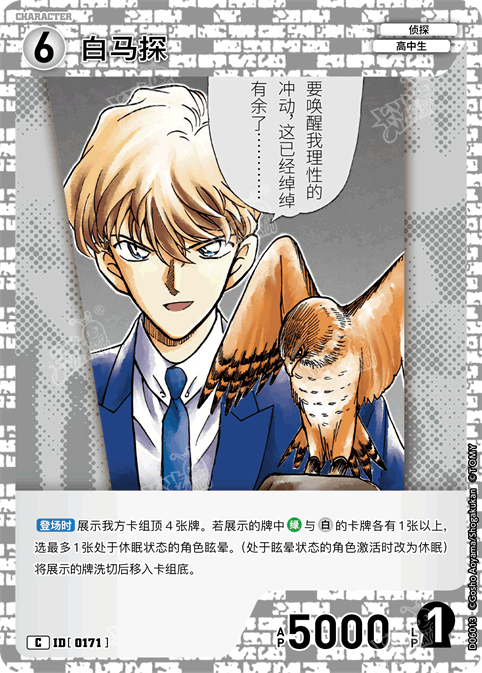 CHARACTER
6
白马探
侦探
高中生
要唤醒我理性的
冲动，这已经绰绰
有余了…………
登场时 展示我方卡组顶 4 张牌。若展示的牌中 绿 与 白 的卡牌各有 1 张以上，
选最多 1 张处于休眠状态的角色眩晕。（处于眩晕状态的角色激活时改为休眠）
将展示的牌洗切后移入卡组底。
C ID[ 0171 ]
AP 5000 LP 1
D06013 ©Gosho Aoyama/Shogakukan ©TOMY